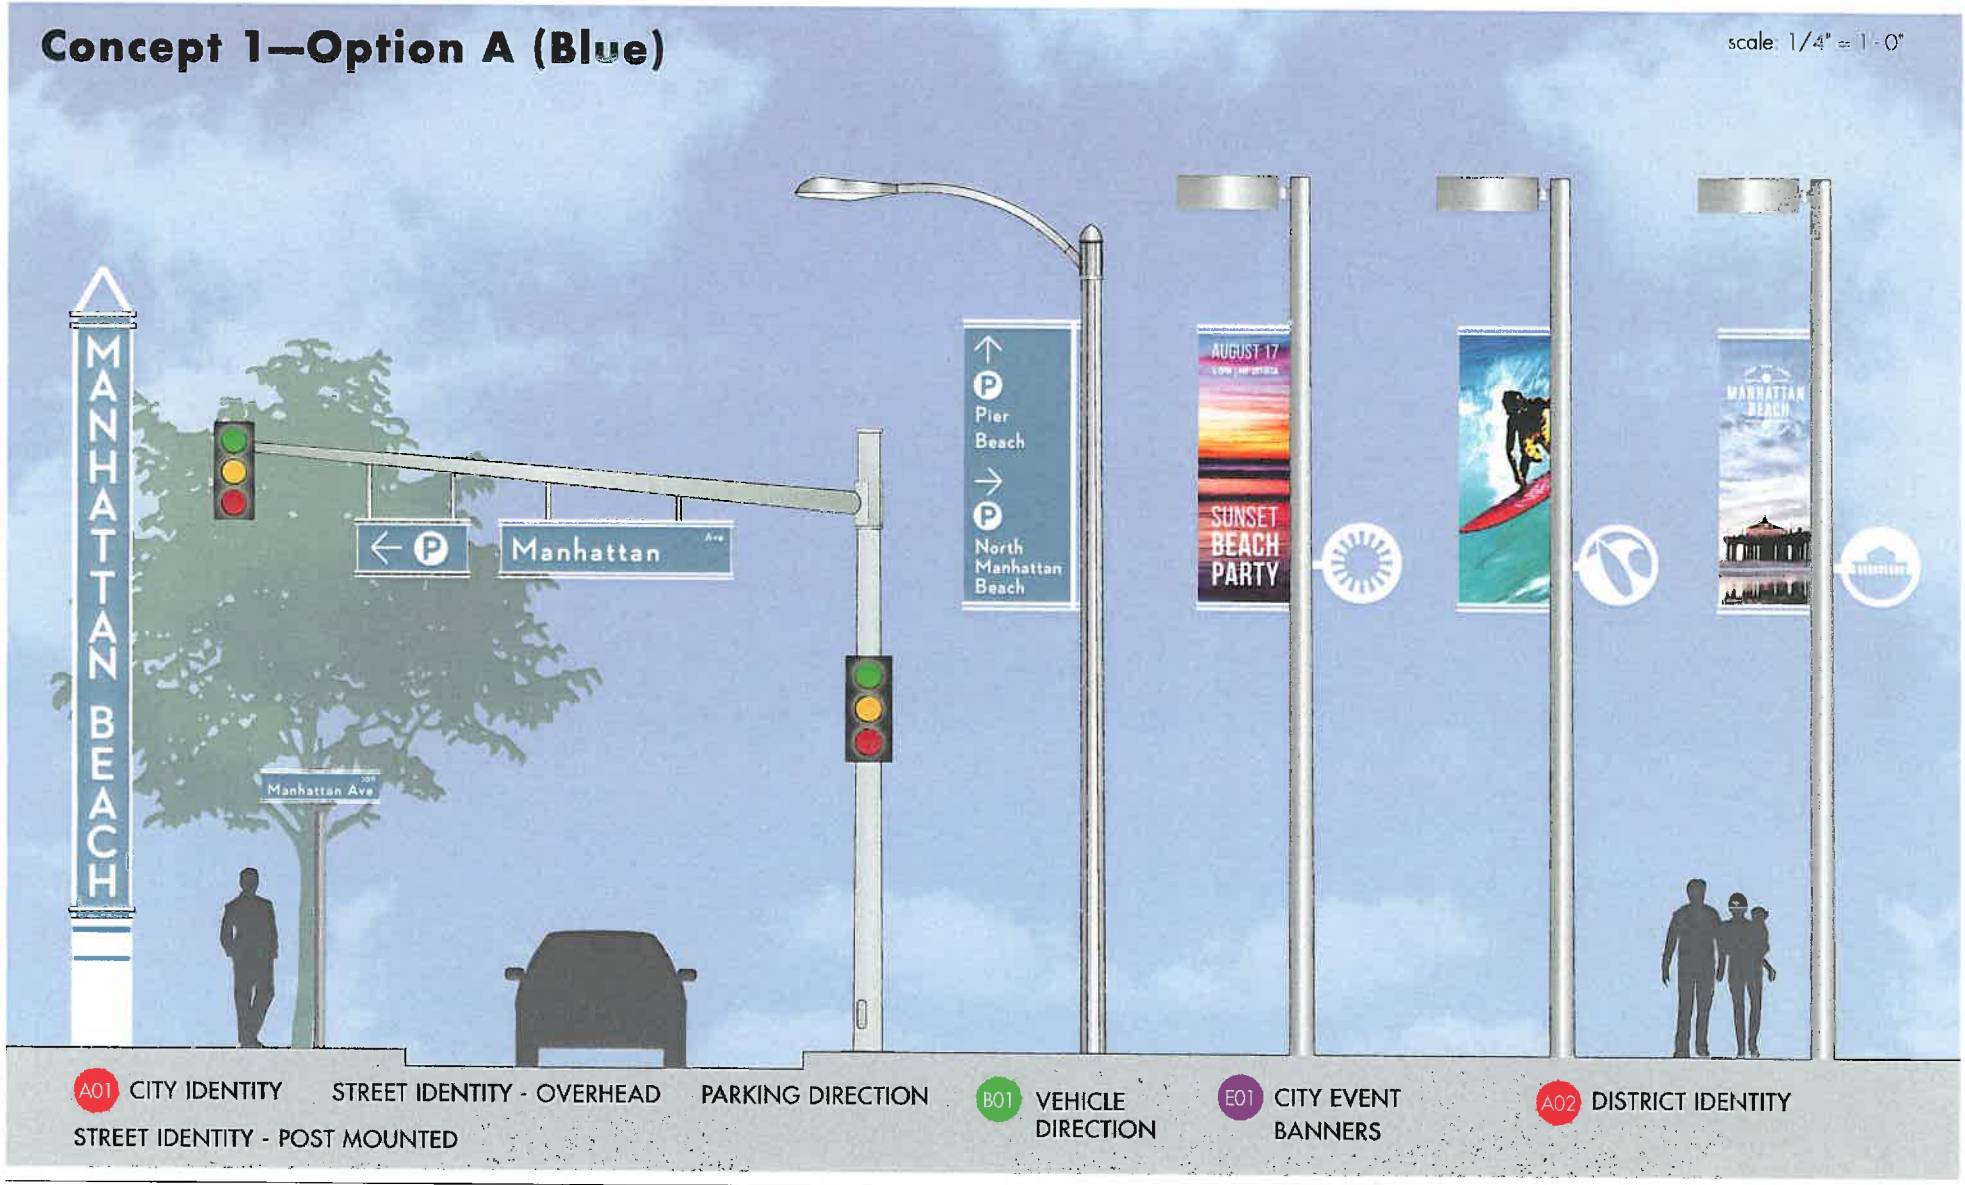 Concept 1—Option A (Blue)
scale: 1/4" = 1'-0"
MANHATTAN BEACH
P
Manhattan Ave
Manhattan Ave
P
Pier
Beach
P
North
Manhattan
Beach
AUGUST 17
SUNSET
BEACH
PARTY
MANHATTAN
BEACH
A01 CITY IDENTITY
STREET IDENTITY - OVERHEAD
PARKING DIRECTION
STREET IDENTITY - POST MOUNTED
B01 VEHICLE
DIRECTION
E01 CITY EVENT
BANNERS
A02 DISTRICT IDENTITY